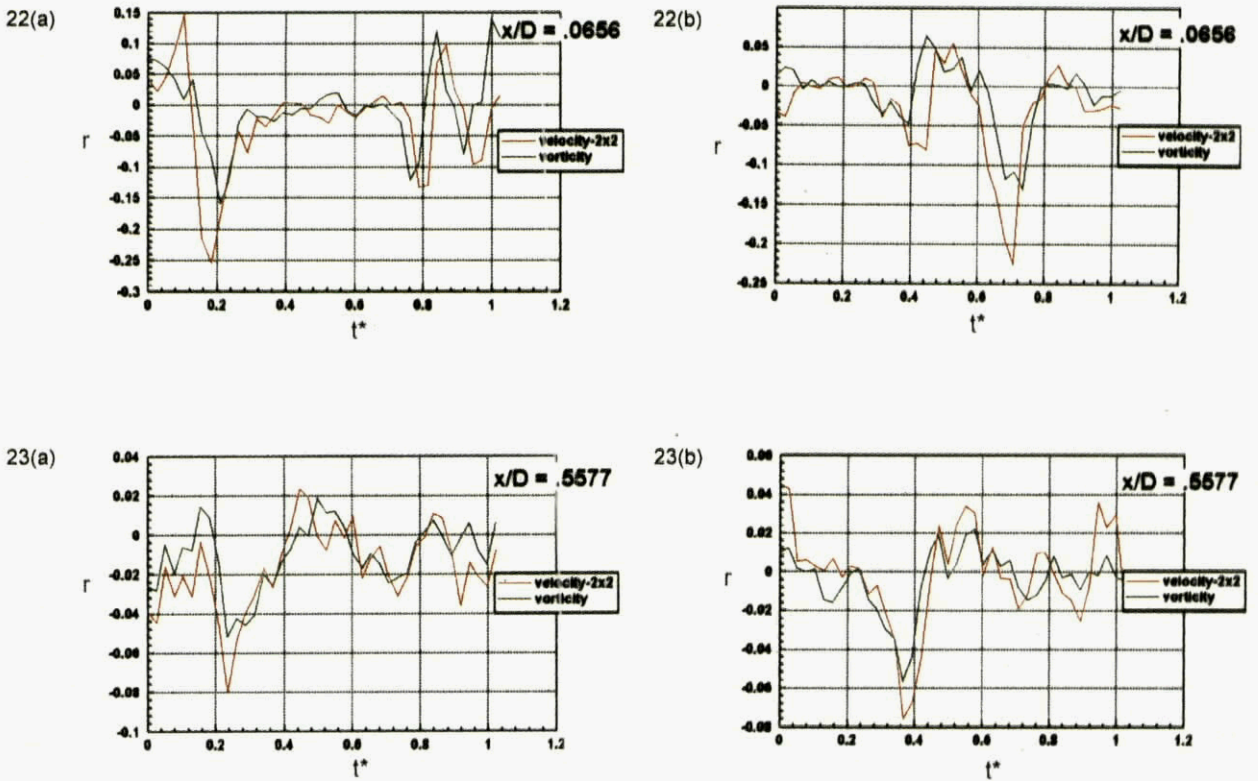 22(a)
x/D = .0656
0.15
0.1
0.05
0
-0.05
-0.1
-0.15
-0.2
-0.25
-0.3
r
velocity-2x2
vorticity
0 0.2 0.4 0.6 0.8 1 1.2
t*
22(b)
x/D = .0656
0.05
0
-0.05
-0.1
-0.15
-0.2
-0.25
r
velocity-2x2
vorticity
0 0.2 0.4 0.6 0.8 1 1.2
t*
23(a)
x/D = .5577
0.04
0.02
0
-0.02
-0.04
-0.06
-0.08
-0.1
r
velocity-2x2
vorticity
0 0.2 0.4 0.6 0.8 1 1.2
t*
23(b)
x/D = .5577
0.06
0.04
0.02
0
-0.02
-0.04
-0.06
-0.08
r
velocity-2x2
vorticity
0 0.2 0.4 0.6 0.8 1 1.2
t*